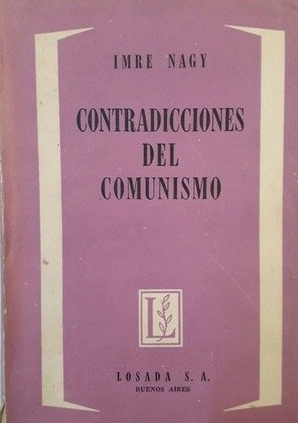 IMRE NAGY
CONTRADICCIONES
DEL
COMUNISMO
L
LOSADA S. A.
BUENOS AIRES